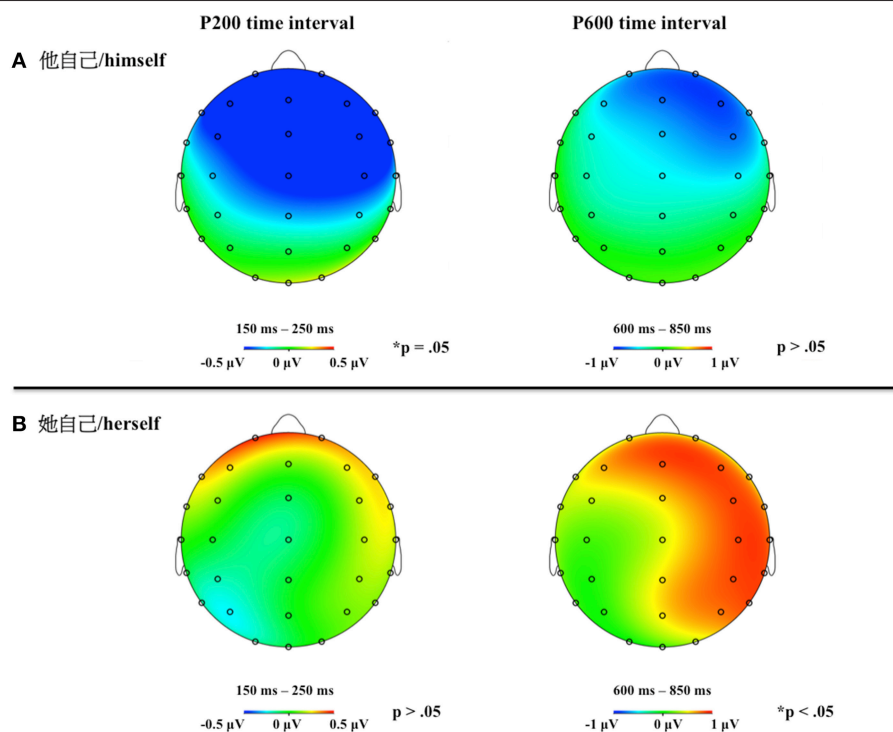 P200 time interval P600 time interval
A 他自己/himself
150 ms – 250 ms 600 ms – 850 ms
*p = .05 p > .05
-0.5 µV 0 µV 0.5 µV -1 µV 0 µV 1 µV
B 她自己/herself
150 ms – 250 ms 600 ms – 850 ms
p > .05 *p < .05
-0.5 µV 0 µV 0.5 µV -1 µV 0 µV 1 µV